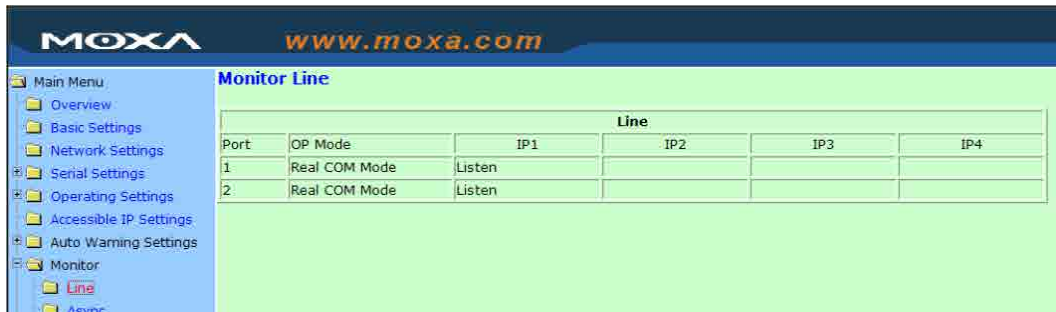 MOXA www.moxa.com
Main Menu
Overview
Basic Settings
Network Settings
Serial Settings
Operating Settings
Accessible IP Settings
Auto Warning Settings
Monitor
Line
Async
Monitor Line
Line
Port OP Mode IP1 IP2 IP3 IP4
1 Real COM Mode Listen
2 Real COM Mode Listen